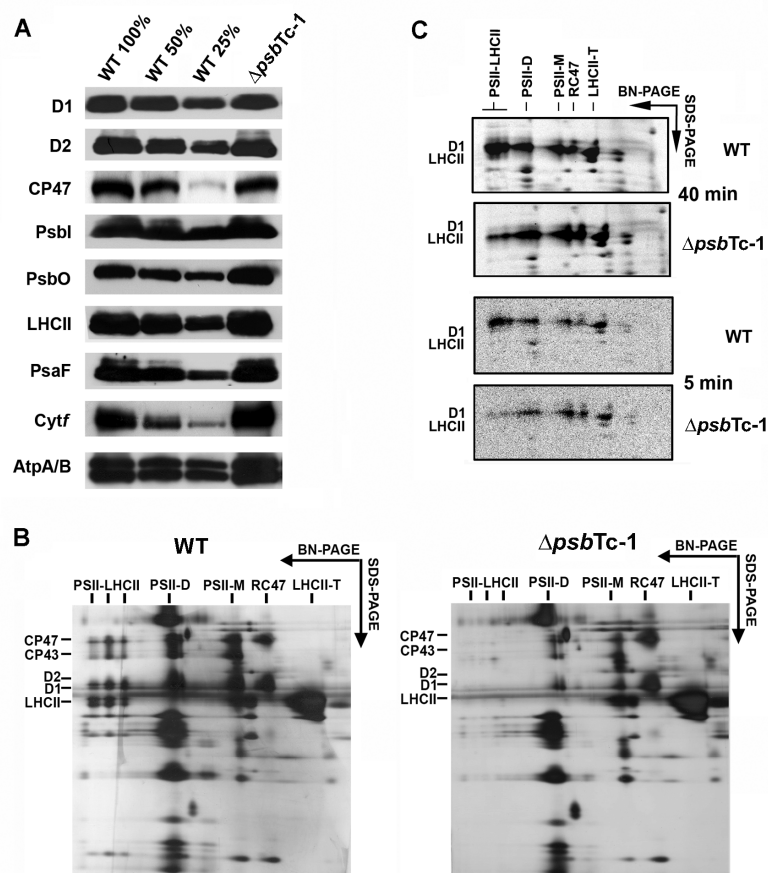 A
WT 100%
WT 50%
WT 25%
ΔpsbTc-1
D1
D2
CP47
PsbI
PsbO
LHCII
PsaF
Cytf
AtpA/B
C
PSII-LHCII
PSII-D
PSII-M
RC47
LHCII-T
BN-PAGE
SDS-PAGE
D1
LHCII
WT
40 min
D1
LHCII
ΔpsbTc-1
D1
LHCII
WT
5 min
D1
LHCII
ΔpsbTc-1
B
WT
BN-PAGE
SDS-PAGE
PSII-LHCII PSII-D PSII-M RC47 LHCII-T
CP47
CP43
D2
D1
LHCII
ΔpsbTc-1
BN-PAGE
SDS-PAGE
PSII-LHCII PSII-D PSII-M RC47 LHCII-T
CP47
CP43
D2
D1
LHCII